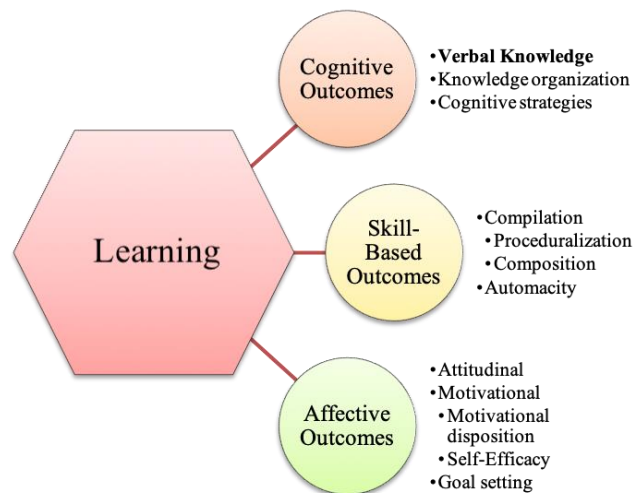 Learning
Cognitive
Outcomes
•Verbal Knowledge
•Knowledge organization
•Cognitive strategies
Skill-
Based
Outcomes
•Compilation
•Proceduralization
•Composition
•Automacity
Affective
Outcomes
•Attitudinal
•Motivational
•Motivational
disposition
•Self-Efficacy
•Goal setting